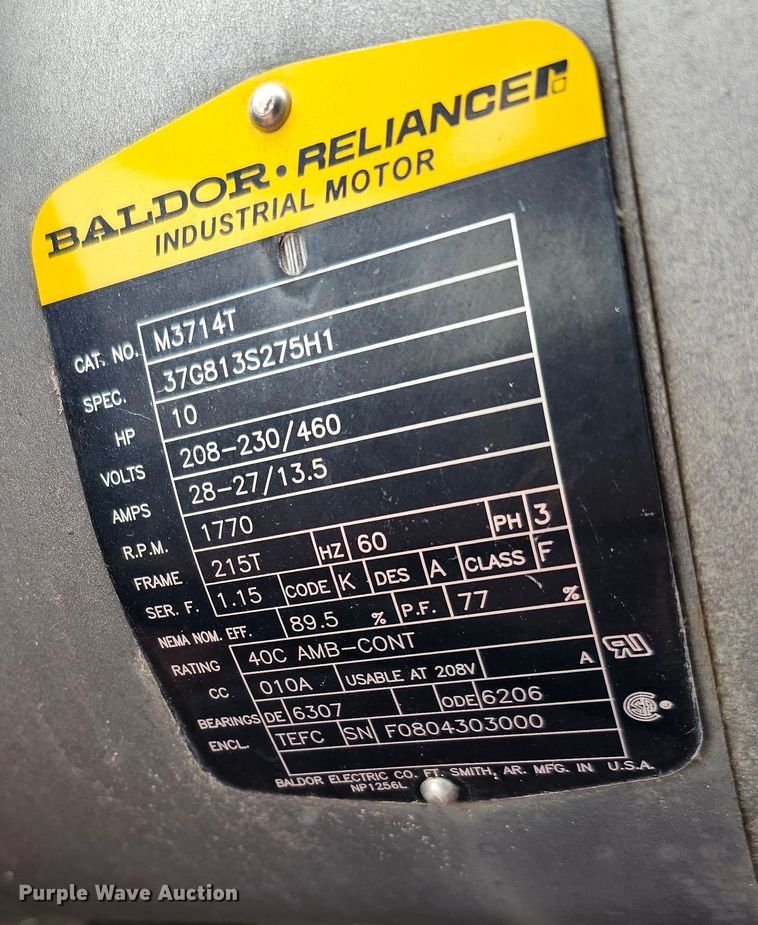 BALDOR • RELIANCER
INDUSTRIAL MOTOR
CAT. NO. M3714T
SPEC. 37G813S275H1
HP 10
VOLTS 208-230/460
AMPS 28-27/13.5
R.P.M. 1770
FRAME 215T HZ 60 PH 3
SER. F. 1.15 CODE K DES A CLASS F
NEMA NOM. EFF. 89.5 % P.F. 77 %
RATING 40C AMB-CONT
CC 010A USABLE AT 208V A
BEARINGS DE 6307 ODE 6206
ENCL. TEFC SN F0804303000
BALDOR ELECTRIC CO. FT. SMITH, AR. MFG. IN U.S.A.
NP1256L
Purple Wave Auction